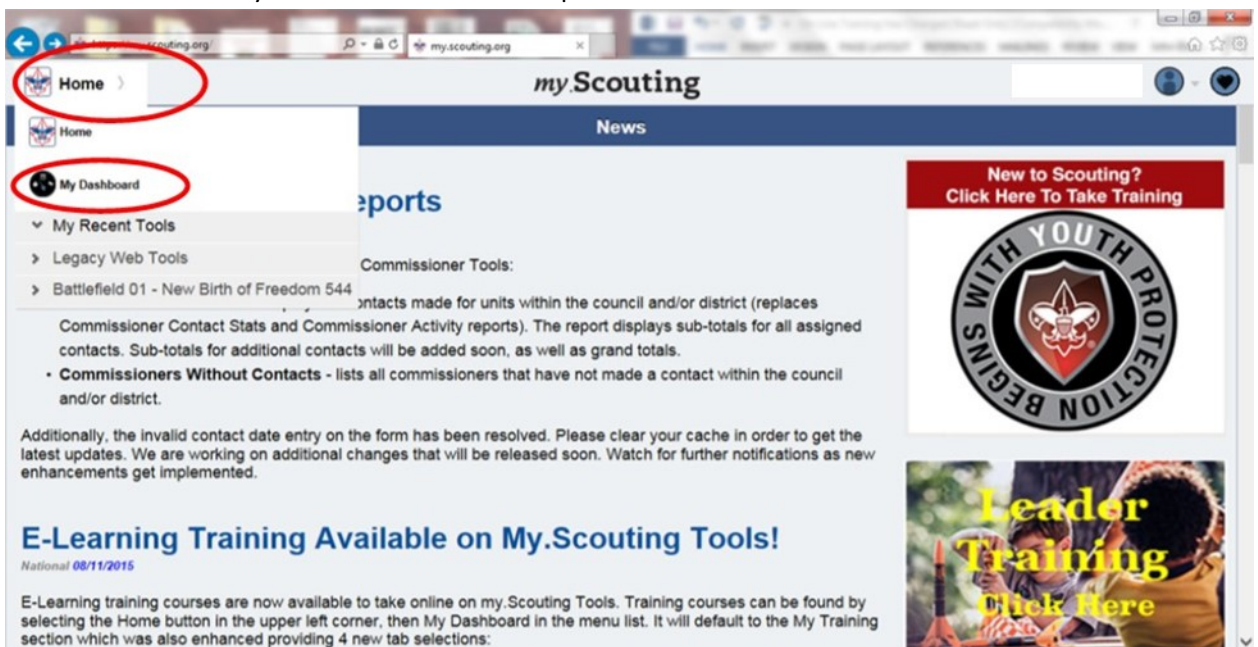 my.scouting.org
Home
my.Scouting
Home
News
My Dashboard
My Recent Tools
Legacy Web Tools
Battlefield 01 - New Birth of Freedom 544
eports
Commissioner Tools:
ontacts made for units within the council and/or district (replaces
Commissioner Contact Stats and Commissioner Activity reports). The report displays sub-totals for all assigned
contacts. Sub-totals for additional contacts will be added soon, as well as grand totals.
• Commissioners Without Contacts - lists all commissioners that have not made a contact within the council
and/or district.
Additionally, the invalid contact date entry on the form has been resolved. Please clear your cache in order to get the
latest updates. We are working on additional changes that will be released soon. Watch for further notifications as new
enhancements get implemented.
E-Learning Training Available on My.Scouting Tools!
National 08/11/2015
E-Learning training courses are now available to take online on my.Scouting Tools. Training courses can be found by
selecting the Home button in the upper left corner, then My Dashboard in the menu list. It will default to the My Training
section which was also enhanced providing 4 new tab selections:
New to Scouting?
Click Here To Take Training
WITH YOUTH PROTECTION
BEGINS
Leader
Training
Click Here